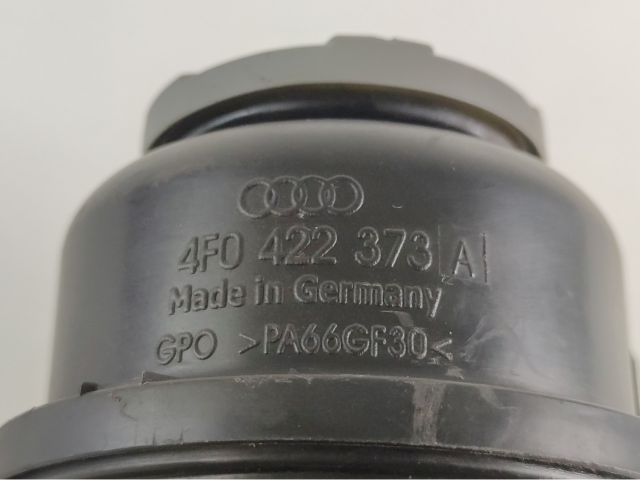 4F0 422 373 A
Made in Germany
GPO >PA66GF30<